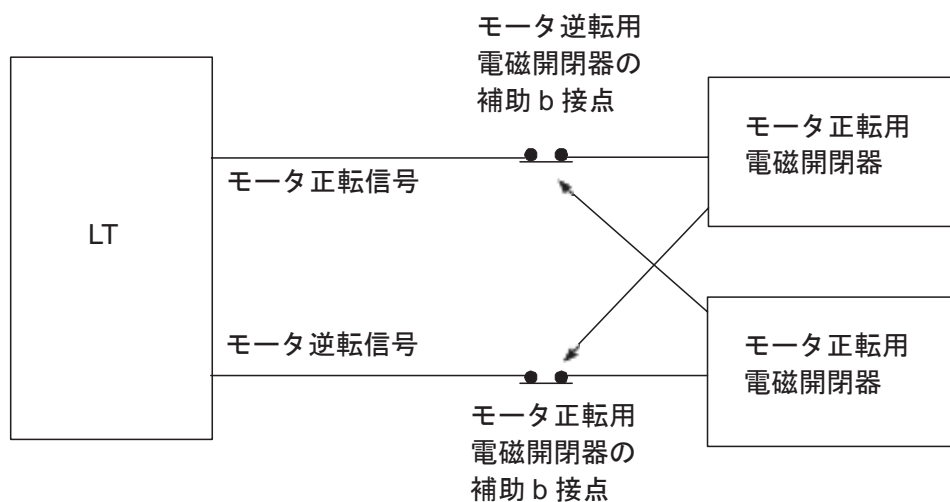 モータ逆転用
電磁開閉器の
補助 b 接点
モータ正転用
電磁開閉器
モータ正転信号
LT
モータ逆転信号
モータ正転用
電磁開閉器
モータ正転用
電磁開閉器の
補助 b 接点